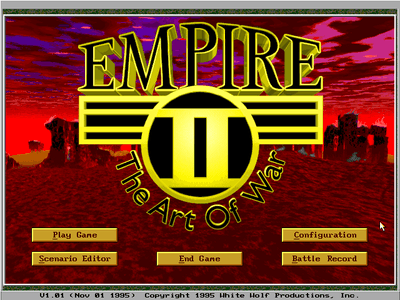 EMPIRE
II
The Art Of War
Play Game
Configuration
Scenario Editor
End Game
Battle Record
V1.01 (Nov 01 1995) Copyright 1995 White Wolf Productions, Inc.